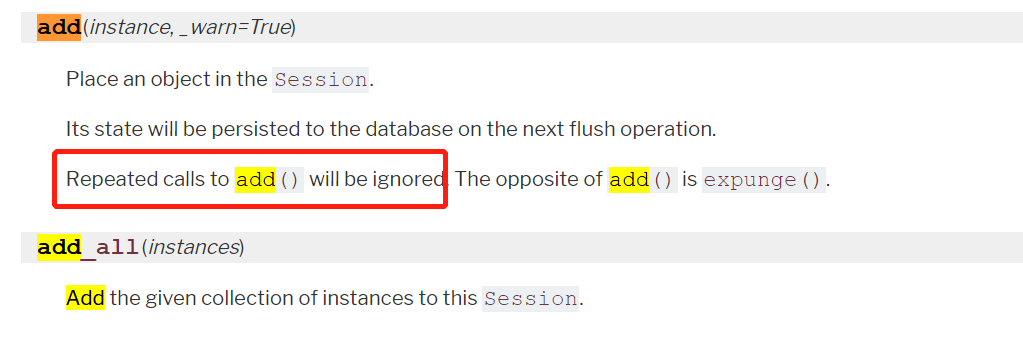 add(instance, _warn=True)
Place an object in the Session.
Its state will be persisted to the database on the next flush operation.
Repeated calls to add() will be ignored. The opposite of add() is expunge().
add_all(instances)
Add the given collection of instances to this Session.